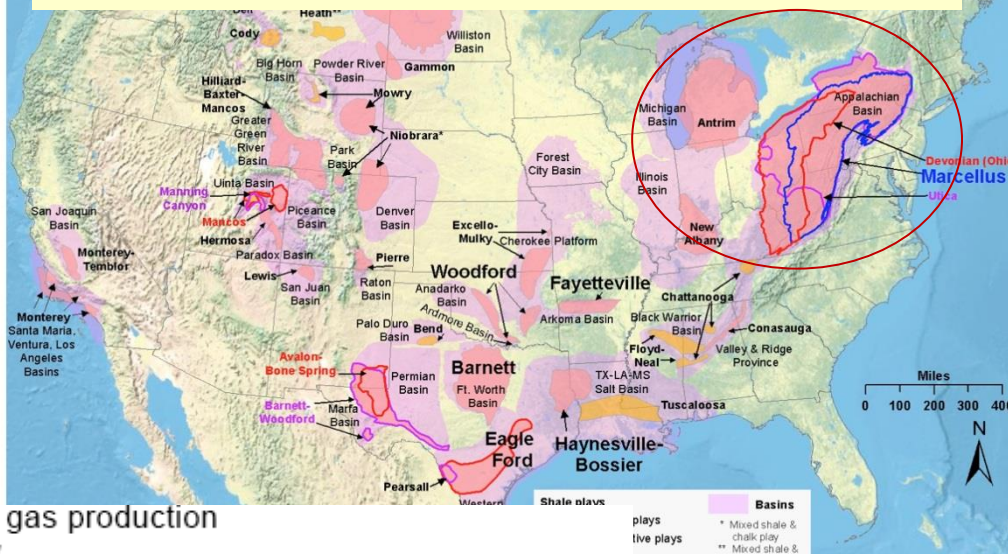 Heath**
Cody
Big Horn
Basin
Powder River
Basin
Williston
Basin
Gammon
Mowry
Hilliard-
Baxter-
Mancos
Greater
Green
River
Basin
Niobrara*
Park
Basin
Michigan
Basin
Antrim
Appalachian
Basin
Devonian (Ohi
Marcellus
Utica
Forest
City Basin
Illinois
Basin
Uinta Basin
Manning
Canyon
Mancos
Piceance
Basin
Denver
Basin
San Joaquin
Basin
Hermosa
Paradox Basin
Excello-
Mulky
Cherokee Platform
New
Albany
Monterey-
Temblor
Lewis
San Juan
Basin
Pierre
Raton
Basin
Woodford
Anadarko
Basin
Ardmore Basin
Fayetteville
Arkoma Basin
Chattanooga
Black Warrior
Basin
Conasauga
Monterey
Santa Maria,
Ventura, Los
Angeles
Basins
Palo Duro
Basin
Bend
Floyd-
Neal
Valley & Ridge
Province
Avalon-
Bone Spring
Permian
Basin
Barnett
Ft. Worth
Basin
TX-LA-MS
Salt Basin
Tuscaloosa
Miles
0 100 200 300 400
N
Barnett-
Woodford
Marfa
Basin
Eagle
Ford
Haynesville-
Bossier
Pearsall
Western
Shale plays
Basins
plays
* Mixed shale &
chalk play
tive plays
** Mixed shale &
gas production